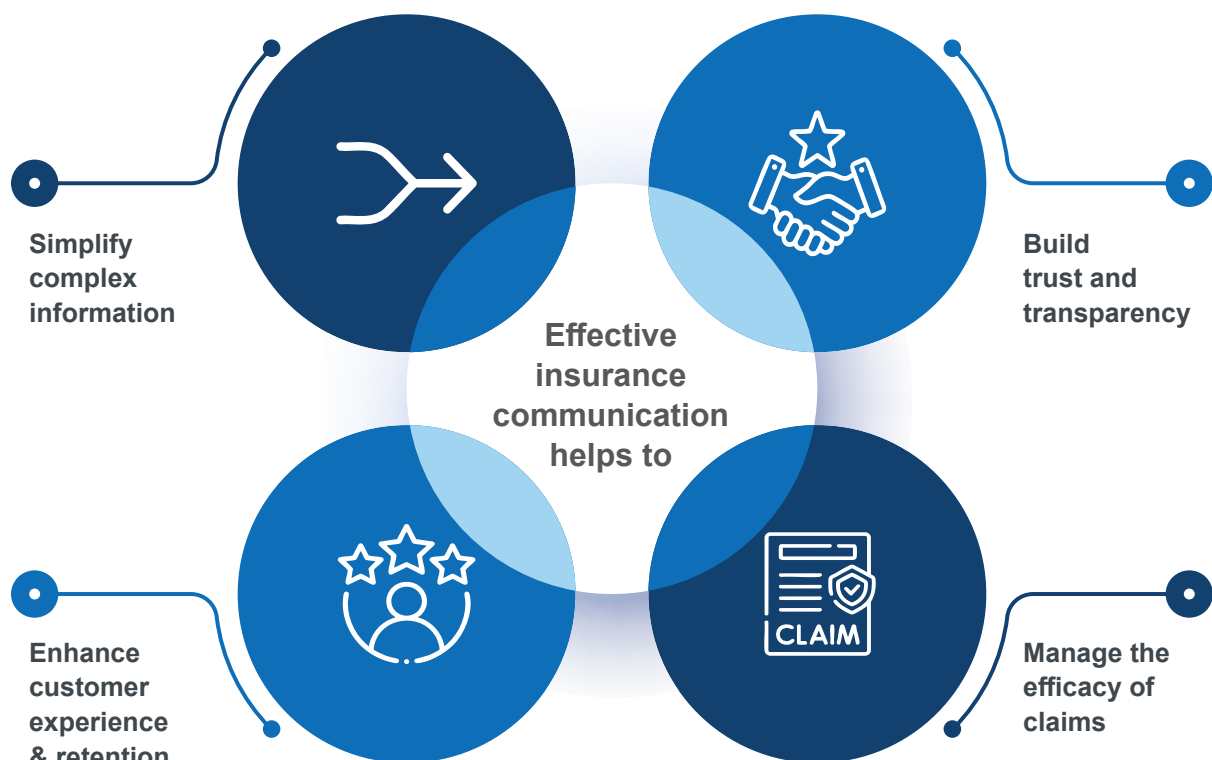 Simplify
complex
information
Build
trust and
transparency
Effective
insurance
communication
helps to
Enhance
customer
experience
& retention
CLAIM
Manage the
efficacy of
claims